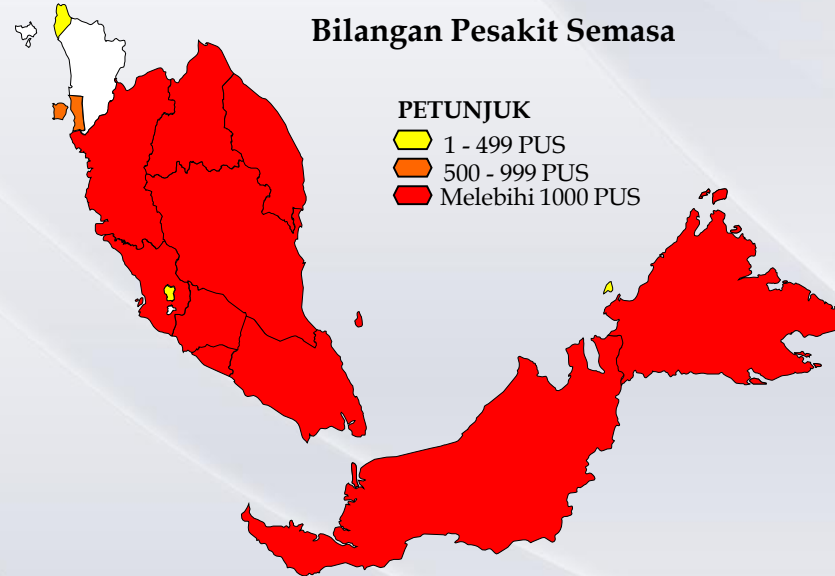 Bilangan Pesakit Semasa
PETUNJUK
1 - 499 PUS
500 - 999 PUS
Melebihi 1000 PUS